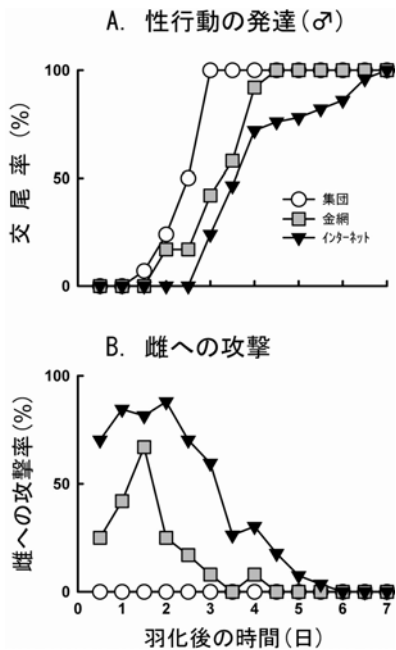 A. 性行動の発達(♂)
100
50
0
交尾率(%)
集団
金網
インターネット
B. 雌への攻撃
100
50
0
雌への攻撃率(%)
0 1 2 3 4 5 6 7
羽化後の時間(日)